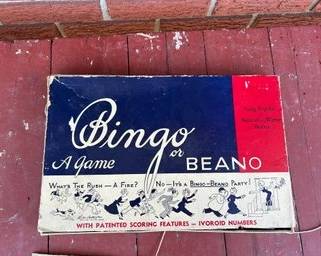 Bingo
or
A Game BEANO
WHAT'S THE RUSH — A FIRE? NO — IT'S A BINGO-BEANO PARTY!
WITH PATENTED SCORING FEATURES — IVOROID NUMBERS